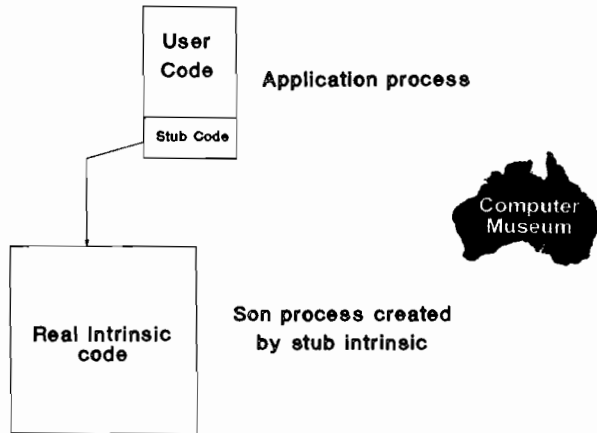 User
Code
Application process
Stub Code
Computer
Museum
Real Intrinsic
code
Son process created
by stub intrinsic